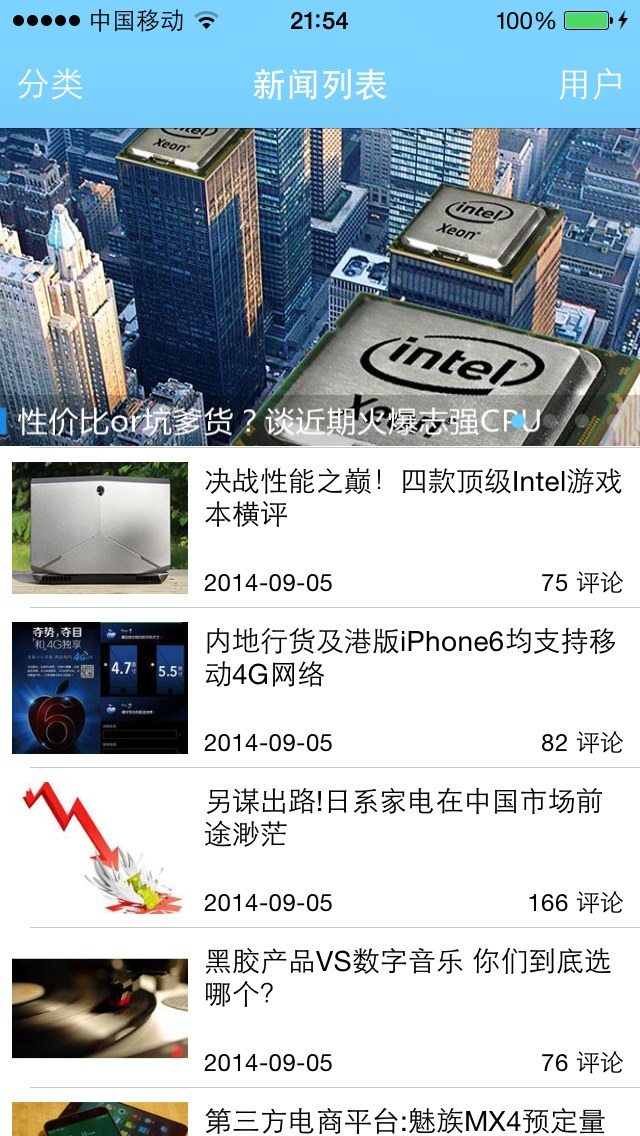 中国移动 21:54 100%
分类 新闻列表 用户
intel
Xeon
intel
Xeon
intel
性价比or坑爹货？谈近期火爆志强CPU
决战性能之巅！四款顶级Intel游戏
本横评
2014-09-05 75 评论
夺势，夺目
和4G独享
4G
4.7
5.5
6
内地行货及港版iPhone6均支持移
动4G网络
2014-09-05 82 评论
另谋出路!日系家电在中国市场前
途渺茫
2014-09-05 166 评论
黑胶产品VS数字音乐 你们到底选
哪个?
2014-09-05 76 评论
第三方电商平台:魅族MX4预定量